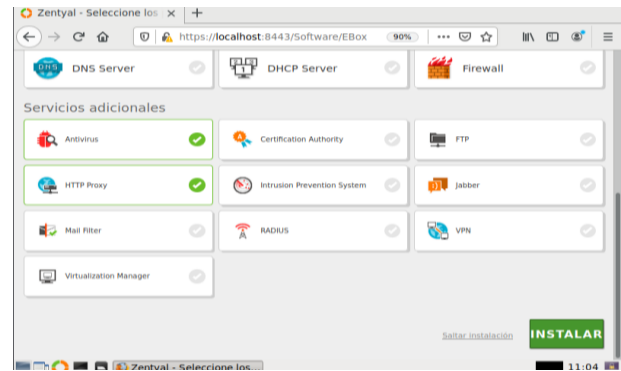 Zentyal - Seleccione los
https://localhost:8443/Software/EBox 90%
DNS
DNS Server
DHCP Server
Firewall
Servicios adicionales
Antivirus
Certification Authority
FTP
HTTP Proxy
Intrusion Prevention System
Jabber
Mail Filter
RADIUS
VPN
Virtualization Manager
Saltar instalación
INSTALAR
Zentyal - Seleccione los...
11:04